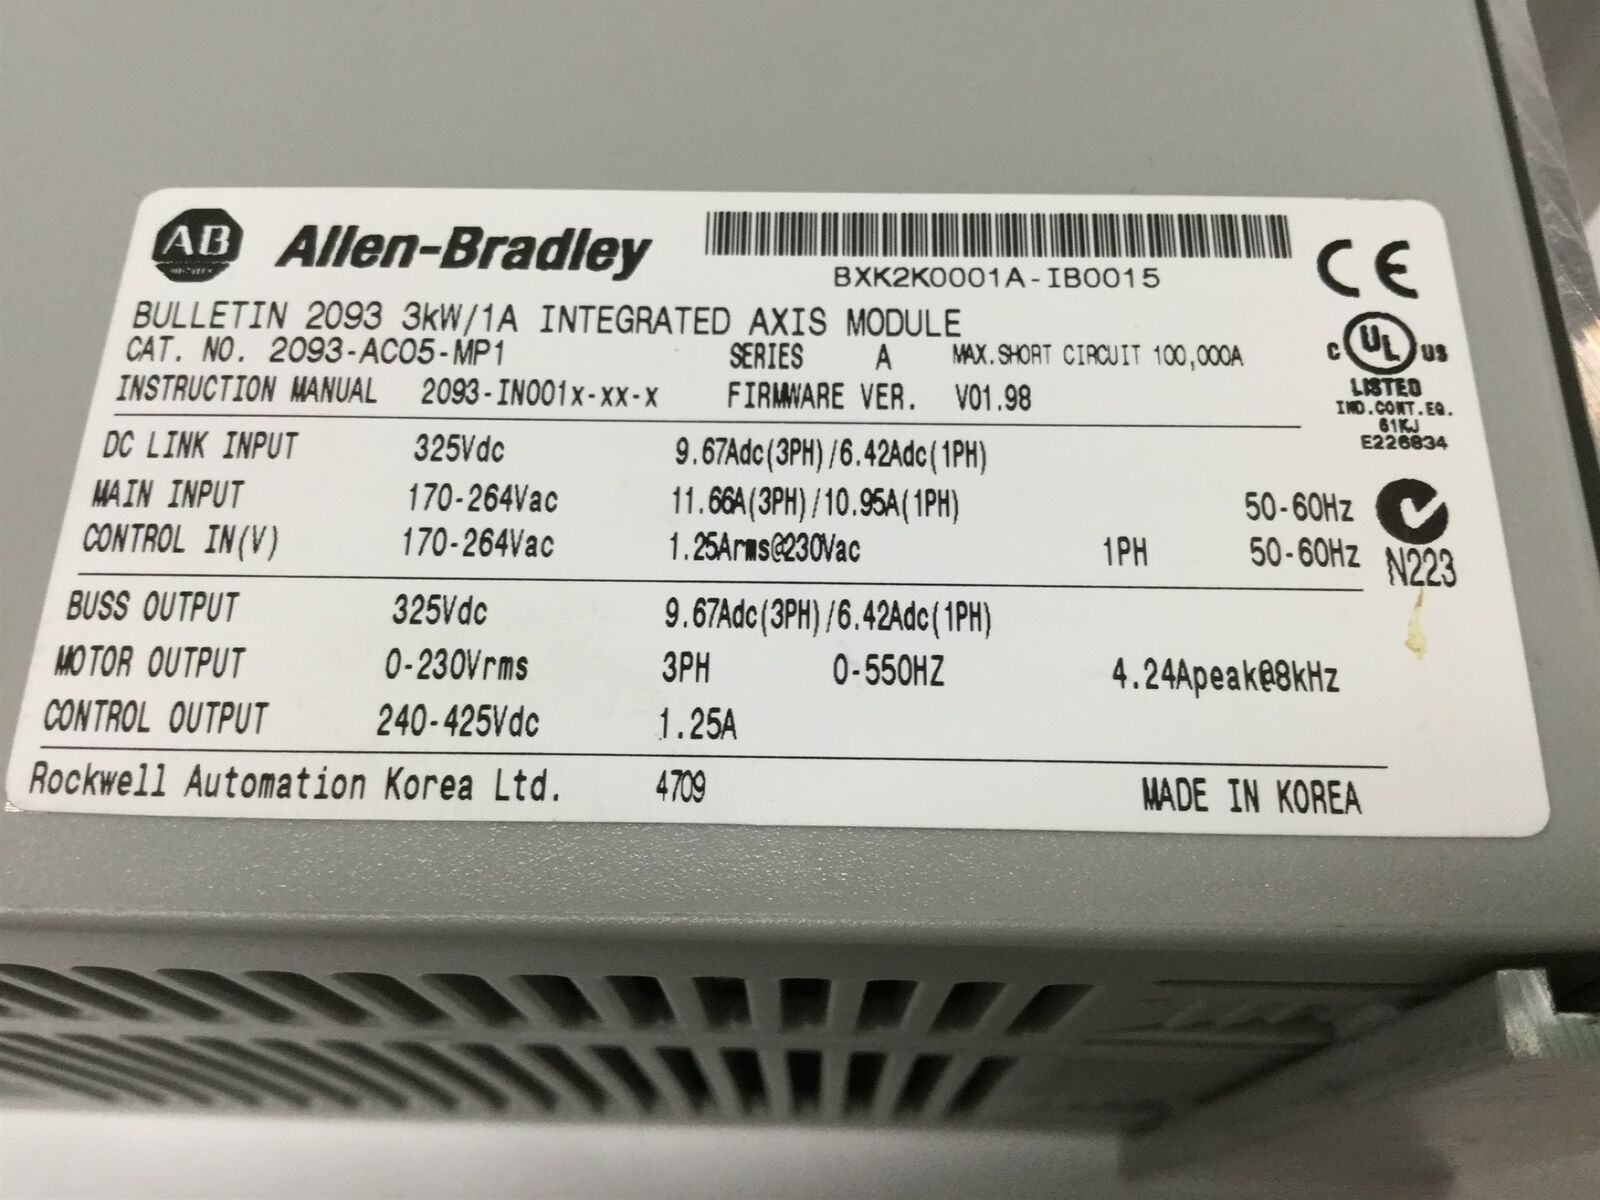 AB
Allen-Bradley
BXK2K0001A-IB0015
CE
BULLETIN 2093 3kW/1A INTEGRATED AXIS MODULE
CAT. NO. 2093-AC05-MP1 SERIES A MAX.SHORT CIRCUIT 100,000A
INSTRUCTION MANUAL 2093-IN001x-xx-x FIRMWARE VER. V01.98
C UL US
LISTED
IND.CONT.EQ.
61KJ
E226834
DC LINK INPUT 325Vdc 9.67Adc(3PH)/6.42Adc(1PH)
MAIN INPUT 170-264Vac 11.66A(3PH)/10.95A(1PH) 50-60Hz
CONTROL IN(V) 170-264Vac 1.25Arms@230Vac 1PH 50-60Hz
N223
BUSS OUTPUT 325Vdc 9.67Adc(3PH)/6.42Adc(1PH)
MOTOR OUTPUT 0-230Vrms 3PH 0-550HZ 4.24Apeak@8kHz
CONTROL OUTPUT 240-425Vdc 1.25A
Rockwell Automation Korea Ltd. 4709 MADE IN KOREA